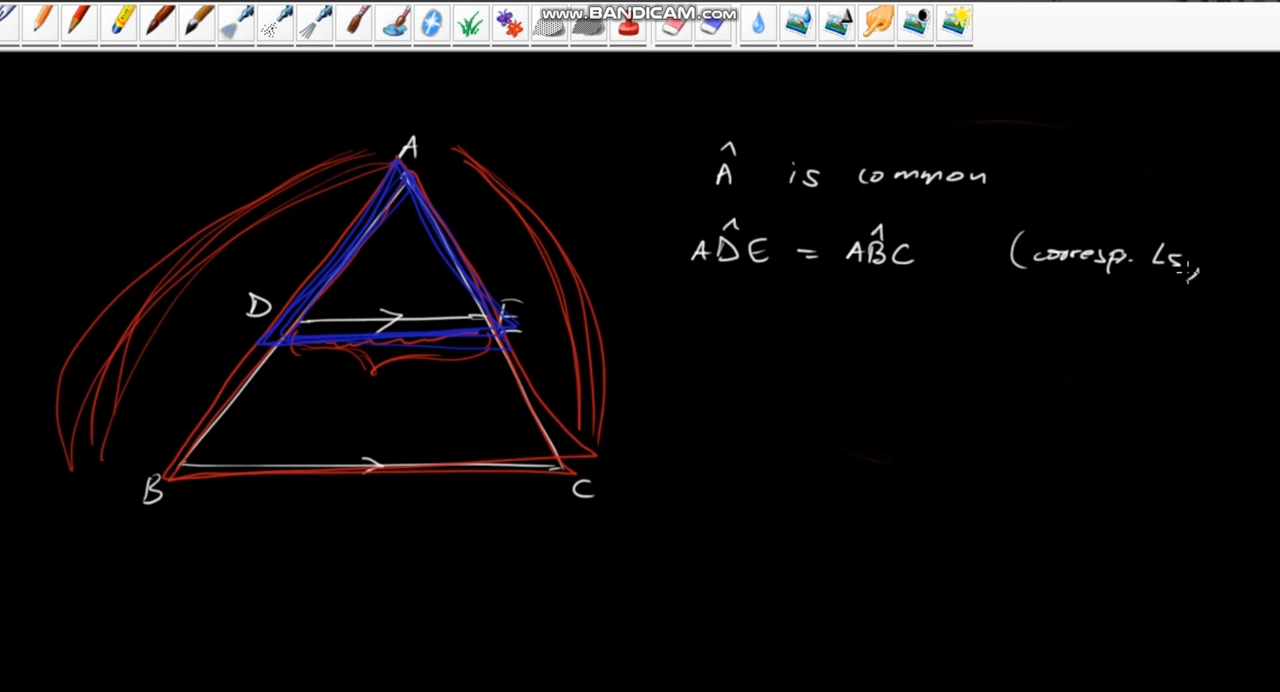 www.BANDICAM.com
A
Â is common
AD̂E = AB̂C (corresp. ∠s,
D
E
B
C